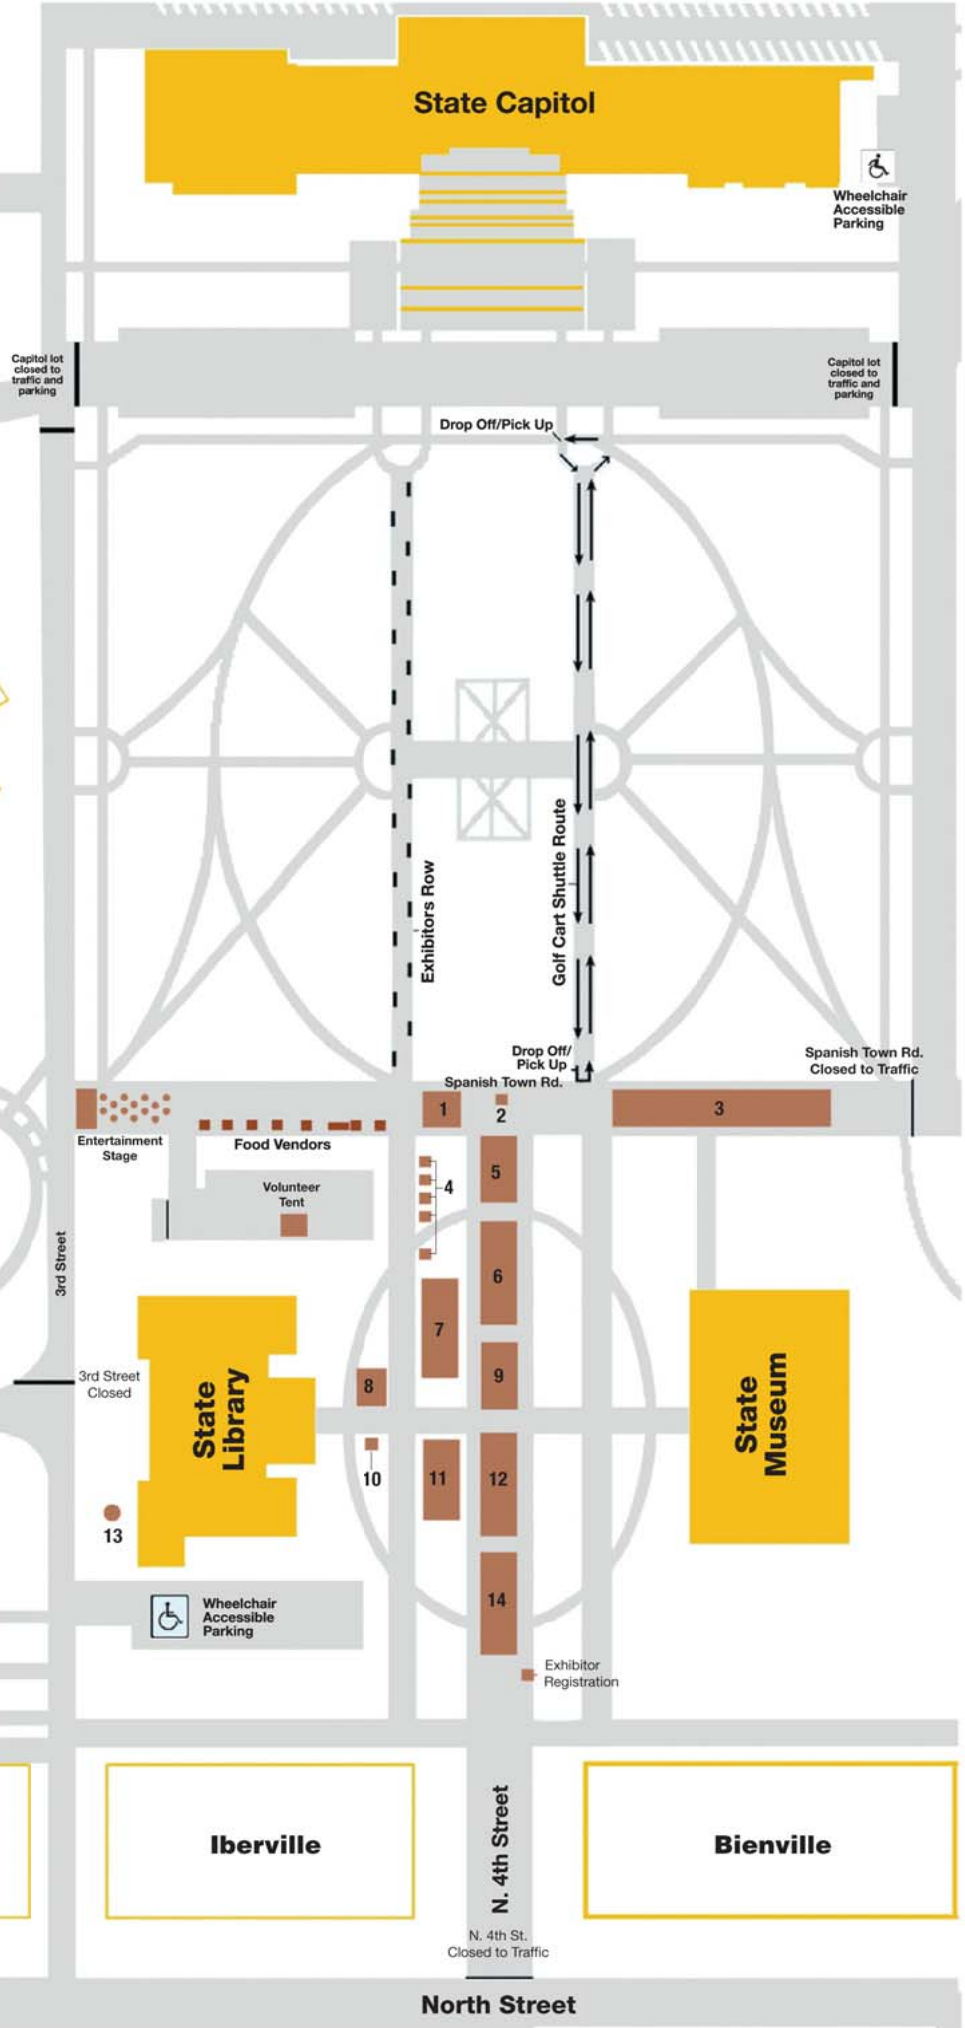 State Capitol
Wheelchair
Accessible
Parking
Capitol lot
closed to
traffic and
parking
Capitol lot
closed to
traffic and
parking
Drop Off/Pick Up
Exhibitors Row
Golf Cart Shuttle Route
Drop Off/
Pick Up
Spanish Town Rd.
Closed to Traffic
Spanish Town Rd.
1
2
3
Entertainment
Stage
Food Vendors
4
5
Volunteer
Tent
3rd Street
6
7
3rd Street
Closed
State
Library
8
9
State
Museum
10
11
12
13
14
Wheelchair
Accessible
Parking
Exhibitor
Registration
Iberville
N. 4th Street
Bienville
N. 4th St.
Closed to Traffic
North Street